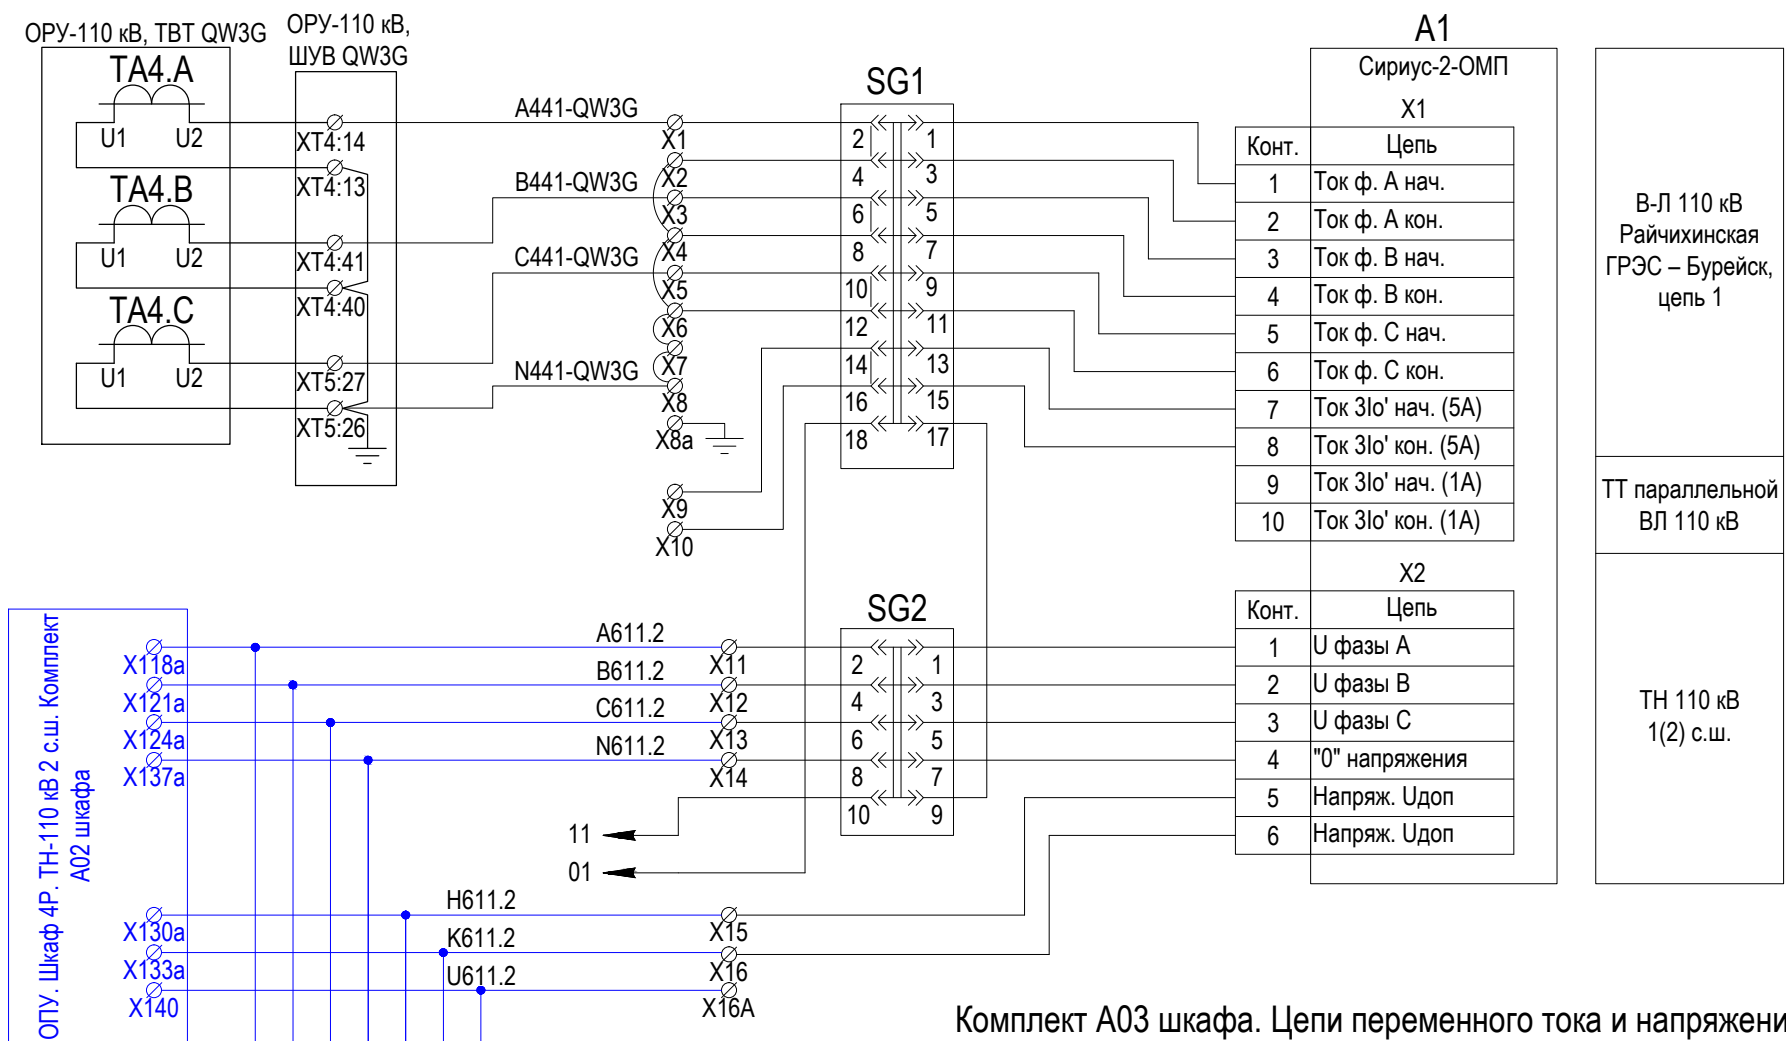 ОРУ-110 кВ, ТВТ QW3G
ОРУ-110 кВ,
ШУВ QW3G
TA4.A
U1 U2
TA4.B
U1 U2
TA4.C
U1 U2
XT4:14
XT4:13
XT4:41
XT4:40
XT5:27
XT5:26
A441-QW3G
B441-QW3G
C441-QW3G
N441-QW3G
X1
X2
X3
X4
X5
X6
X7
X8
X8a
X9
X10
SG1
2 1
4 3
6 5
8 7
10 9
12 11
14 13
16 15
18 17
A1
Сириус-2-ОМП
X1
Конт. Цепь
1 Ток ф. А нач.
2 Ток ф. А кон.
3 Ток ф. В нач.
4 Ток ф. В кон.
5 Ток ф. С нач.
6 Ток ф. С кон.
7 Ток 3Io' нач. (5А)
8 Ток 3Io' кон. (5А)
9 Ток 3Io' нач. (1А)
10 Ток 3Io' кон. (1А)
X2
Конт. Цепь
1 U фазы А
2 U фазы В
3 U фазы С
4 "0" напряжения
5 Напряж. Uдоп
6 Напряж. Uдоп
В-Л 110 кВ
Райчихинская
ГРЭС – Бурейск,
цепь 1
ТТ параллельной
ВЛ 110 кВ
ТН 110 кВ
1(2) с.ш.
ОПУ. Шкаф 4Р. ТН-110 кВ 2 с.ш. Комплект
А02 шкафа
X118a
X121a
X124a
X137a
X130a
X133a
X140
A611.2
B611.2
C611.2
N611.2
H611.2
K611.2
U611.2
X11
X12
X13
X14
X15
X16
X16A
SG2
2 1
4 3
6 5
8 7
10 9
11
01
Комплект А03 шкафа. Цепи переменного тока и напряжени